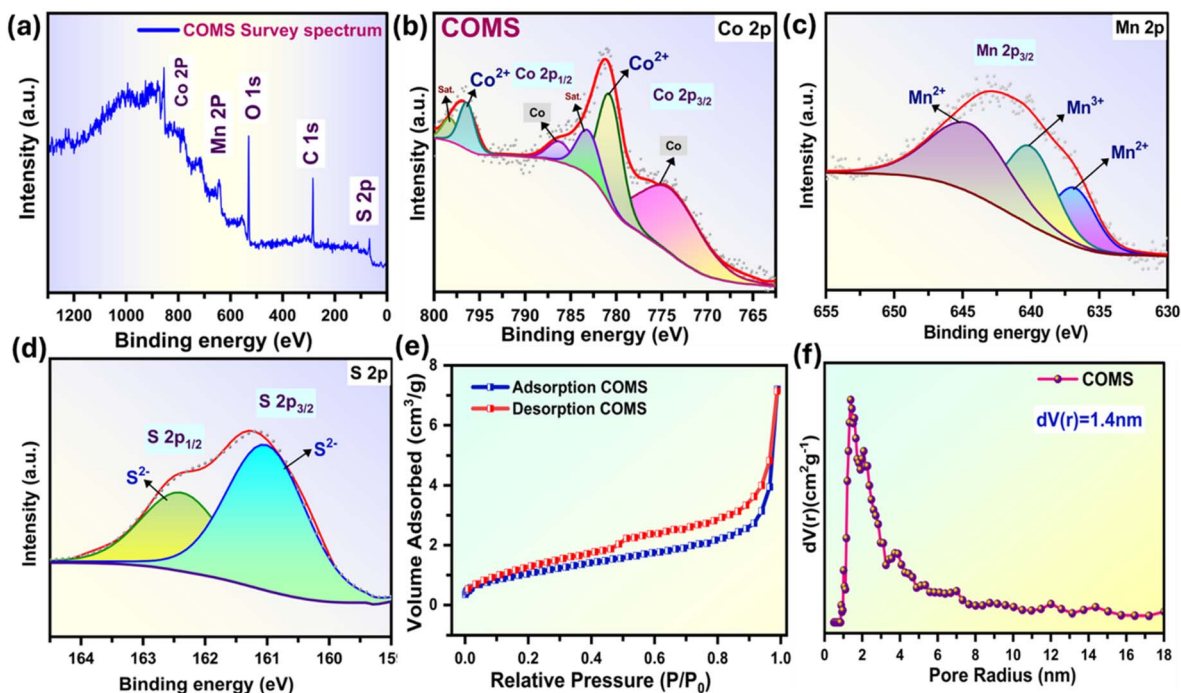 (a)
COMS Survey spectrum
Co 2P
Mn 2P
O 1s
C 1s
S 2p
Intensity (a.u.)
1200 1000 800 600 400 200 0
Binding energy (eV)
(b)
COMS
Co 2p
Sat.
Co2+
Co 2p1/2
Co
Sat.
Co2+
Co 2p3/2
Co
Intensity (a.u.)
800 795 790 785 780 775 770 765
Binding energy (eV)
(c)
Mn 2p
Mn 2p3/2
Mn2+
Mn3+
Mn2+
Intensity (a.u.)
655 650 645 640 635 630
Binding energy (eV)
(d)
S 2p
S 2p3/2
S 2p1/2
S2-
S2-
Intensity (a.u.)
164 163 162 161 160 15
Binding energy (eV)
(e)
Adsorption COMS
Desorption COMS
Volume Adsorbed (cm3/g)
8
6
4
2
0
0.0 0.2 0.4 0.6 0.8 1.0
Relative Pressure (P/P0)
(f)
COMS
dV(r)=1.4nm
dV(r)(cm2g-1)
0 2 4 6 8 10 12 14 16 18
Pore Radius (nm)